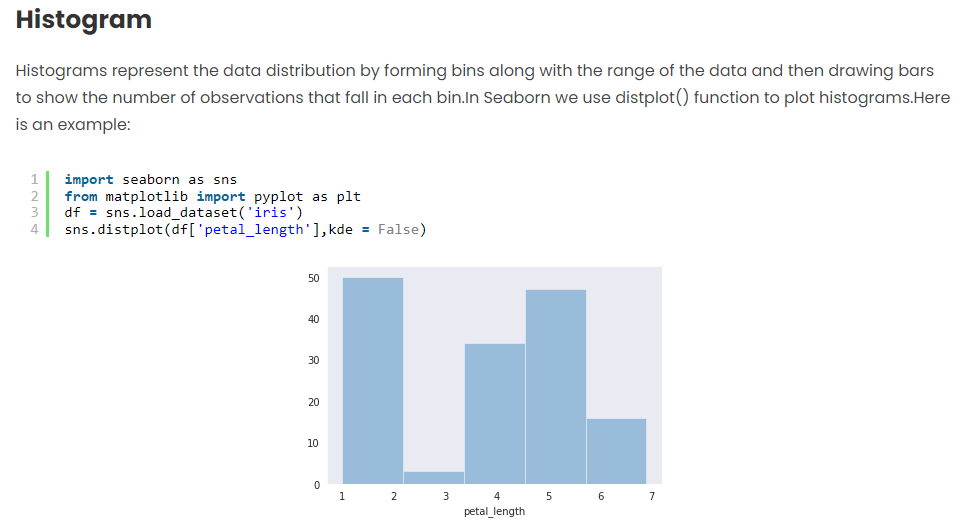 Histogram
Histograms represent the data distribution by forming bins along with the range of the data and then drawing bars
to show the number of observations that fall in each bin.In Seaborn we use distplot() function to plot histograms.Here
is an example:
1 import seaborn as sns
2 from matplotlib import pyplot as plt
3 df = sns.load_dataset('iris')
4 sns.distplot(df['petal_length'],kde = False)
50
40
30
20
10
0
1 2 3 4 5 6 7
petal_length